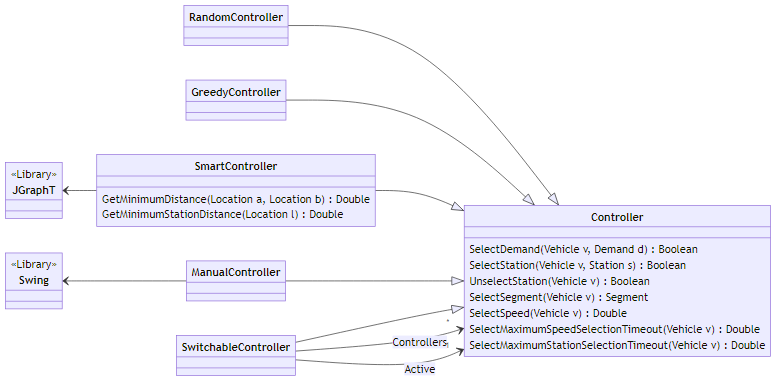 RandomController
GreedyController
SmartController
GetMinimumDistance(Location a, Location b) : Double
GetMinimumStationDistance(Location l) : Double
«Library»
JGraphT
Controller
SelectDemand(Vehicle v, Demand d) : Boolean
SelectStation(Vehicle v, Station s) : Boolean
UnselectStation(Vehicle v) : Boolean
SelectSegment(Vehicle v) : Segment
SelectSpeed(Vehicle v) : Double
SelectMaximumSpeedSelectionTimeout(Vehicle v) : Double
SelectMaximumStationSelectionTimeout(Vehicle v) : Double
«Library»
Swing
ManualController
SwitchableController
*
Controllers
1
Active